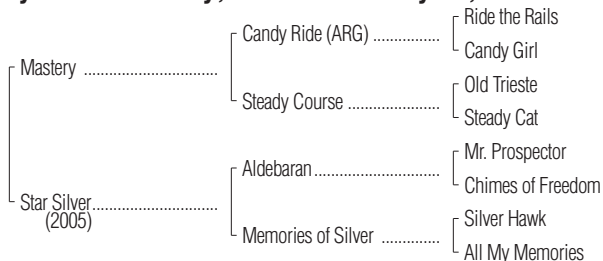 Ride the Rails
Candy Ride (ARG) ................
Candy Girl
Mastery ................................
Old Trieste
Steady Course ......................
Steady Cat
Mr. Prospector
Aldebaran..............................
Chimes of Freedom
Star Silver..............................
(2005)
Silver Hawk
Memories of Silver ..............
All My Memories